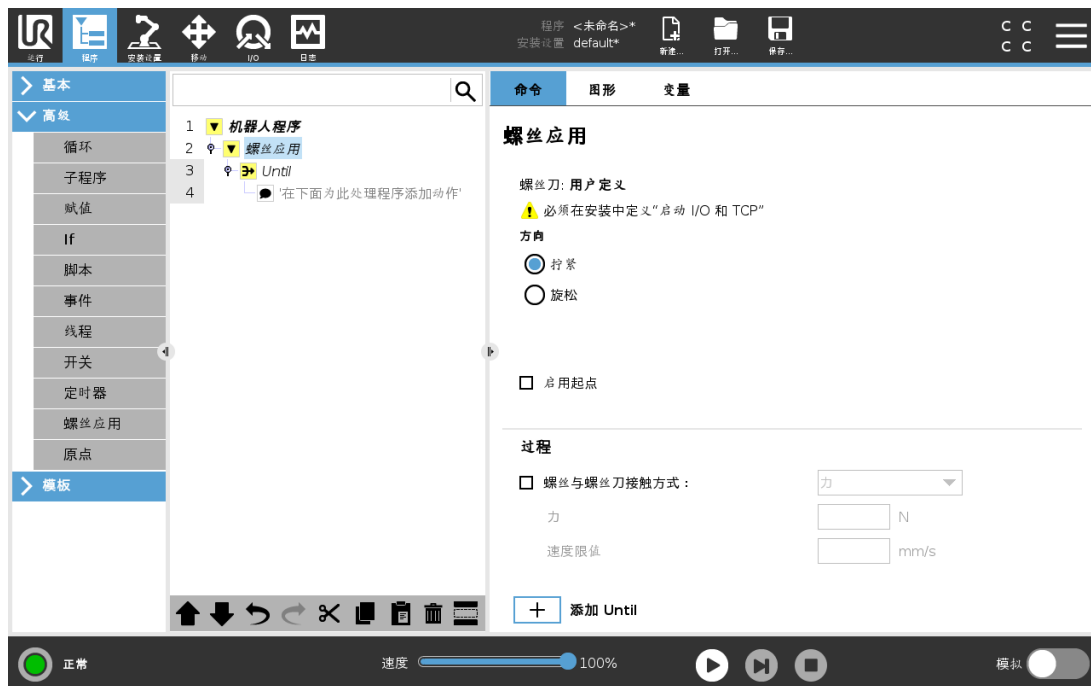 程序 <未命名>*
安装设置 default*
运行 程序 安装设置 移动 I/O 日志 新建... 打开... 保存...
C C
C C
基本
高级
循环
子程序
赋值
If
脚本
事件
线程
开关
定时器
螺丝应用
原点
模板
1 机器人程序
2 螺丝应用
3 Until
4 '在下面为此处理程序添加动作'
命令 图形 变量
螺丝应用
螺丝刀: 用户定义
必须在安装中定义“启动 I/O 和 TCP”
方向
拧紧
旋松
启用起点
过程
螺丝与螺丝刀接触方式： 力
力 N
速度限值 mm/s
添加 Until
正常 速度 100% 模拟